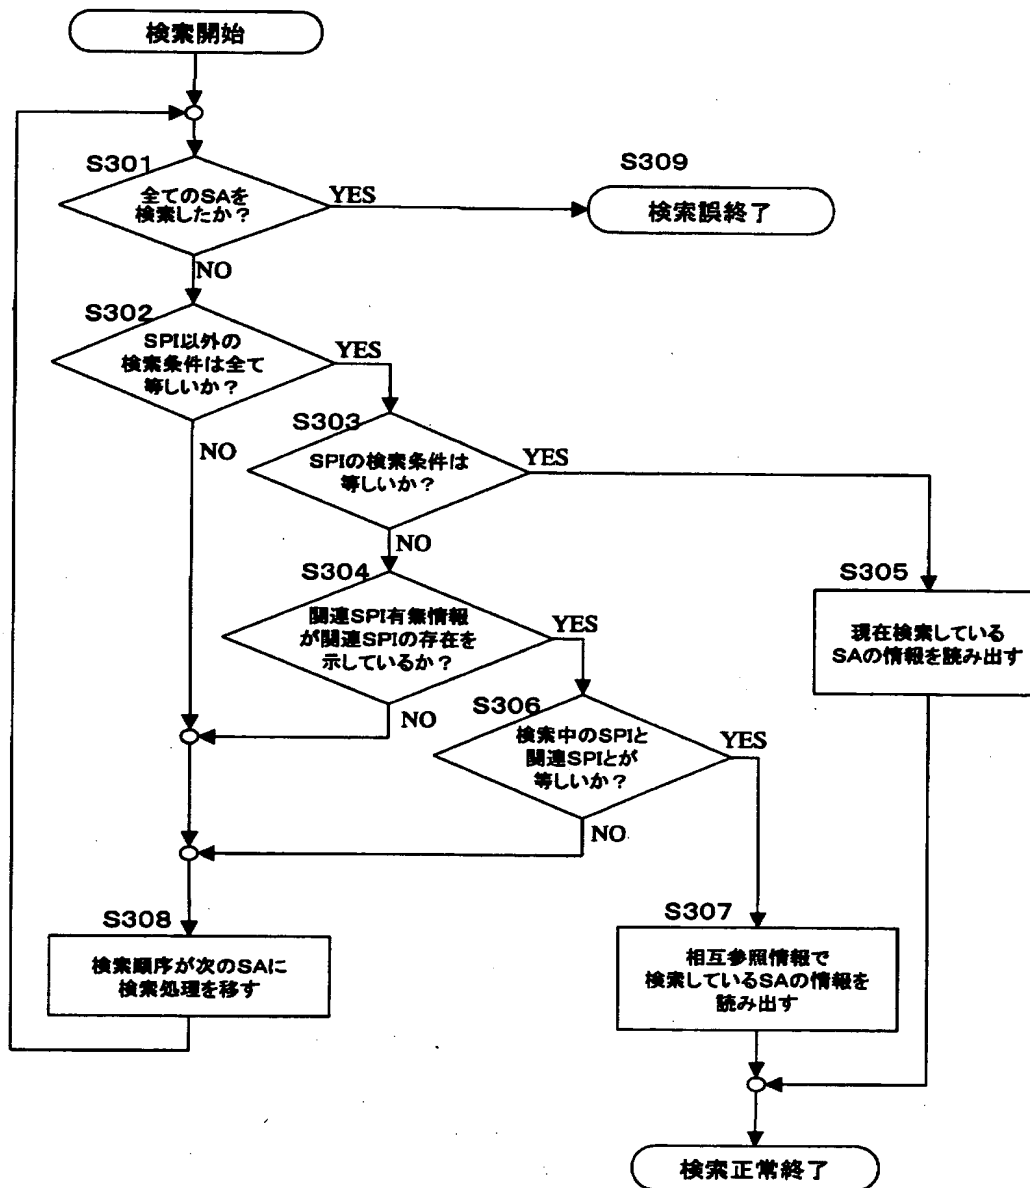 検索開始
S301
全てのSAを
検索したか？
YES
NO
S309
検索誤終了
S302
SPI以外の
検索条件は全て
等しいか？
YES
NO
S303
SPIの検索条件は
等しいか？
YES
NO
S304
関連SPI有無情報
が関連SPIの存在を
示しているか？
YES
NO
S305
現在検索している
SAの情報を読み出す
S306
検索中のSPIと
関連SPIとが
等しいか？
YES
NO
S308
検索順序が次のSAに
検索処理を移す
S307
相互参照情報で
検索しているSAの情報を
読み出す
検索正常終了